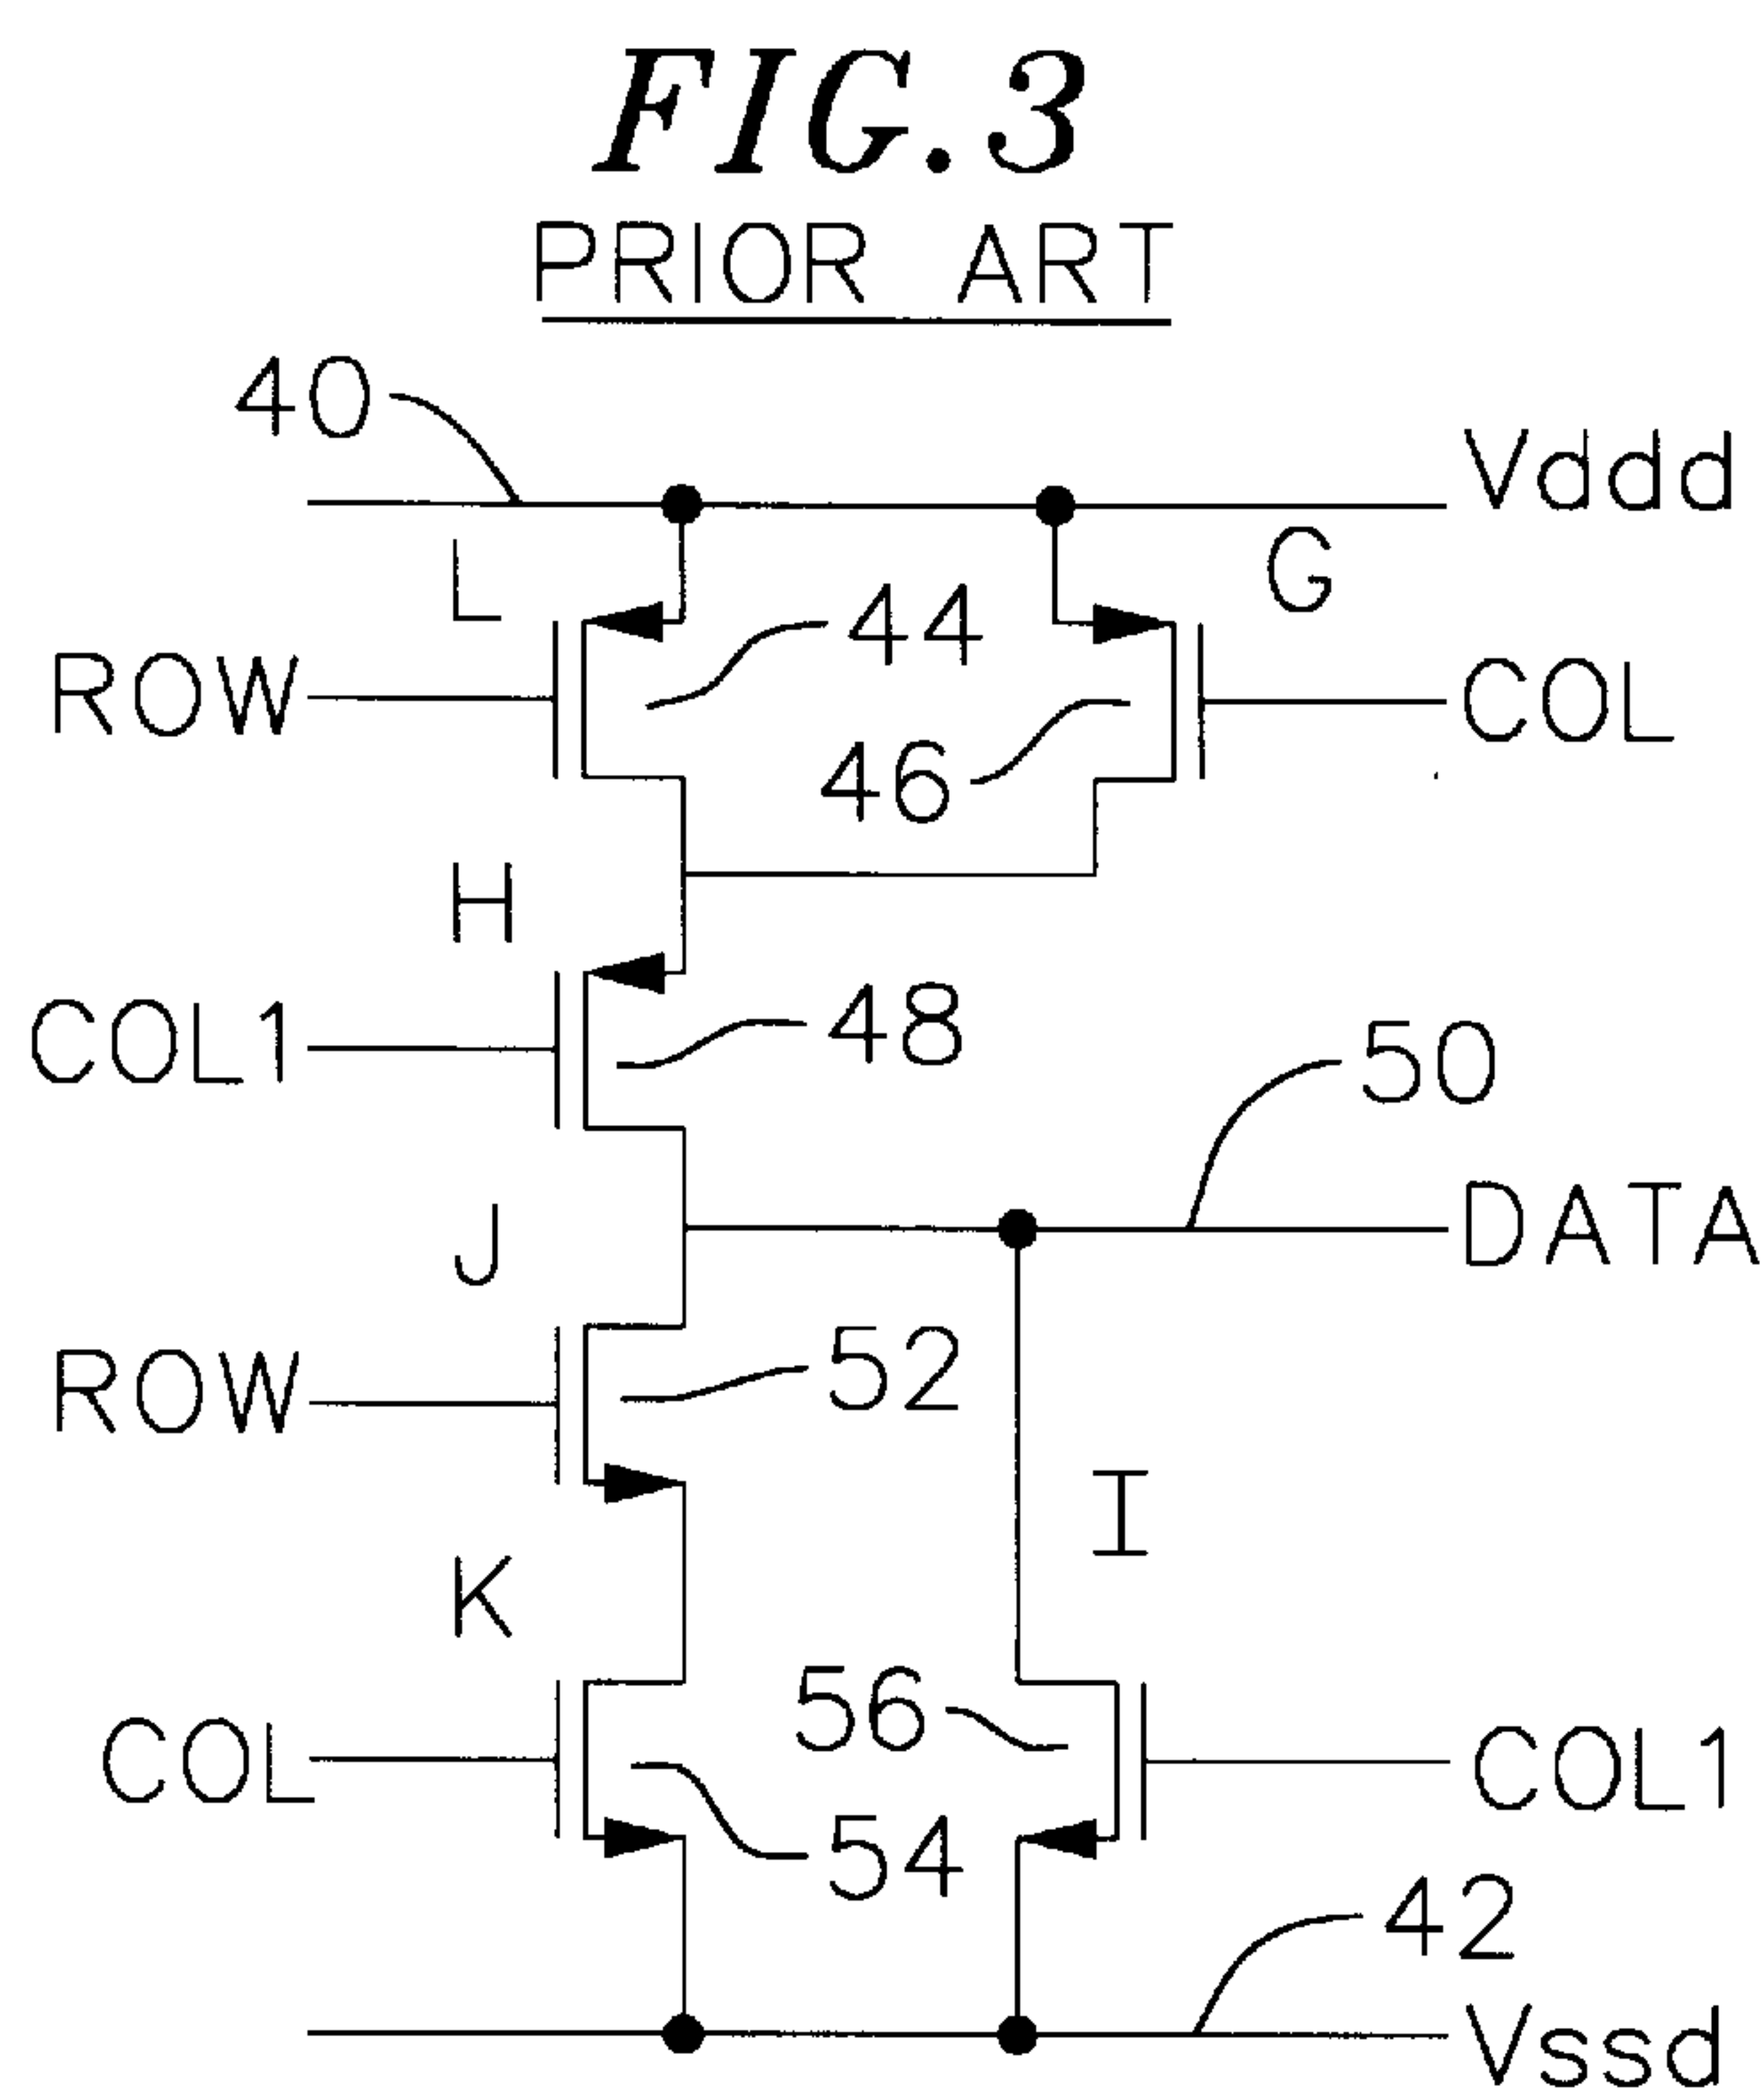 FIG.3
PRIOR ART
40
Vddd
L
G
44
ROW
COL
46
H
COL1
48
50
DATA
J
ROW
52
I
K
56
COL
COL1
54
42
Vssd